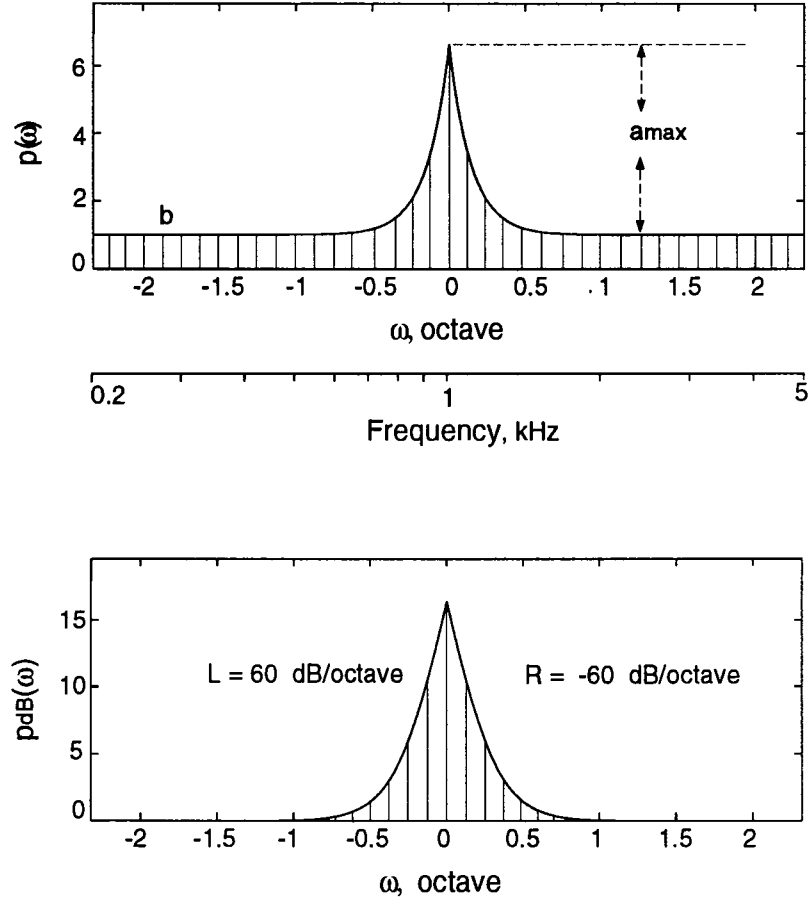 6
4
2
0
p(ω)
b
amax
-2 -1.5 -1 -0.5 0 0.5 .1 1.5 2
ω, octave
0.2 1 5
Frequency, kHz
15
10
5
0
pdB(ω)
L = 60 dB/octave R = -60 dB/octave
-2 -1.5 -1 -0.5 0 0.5 1 1.5 2
ω, octave